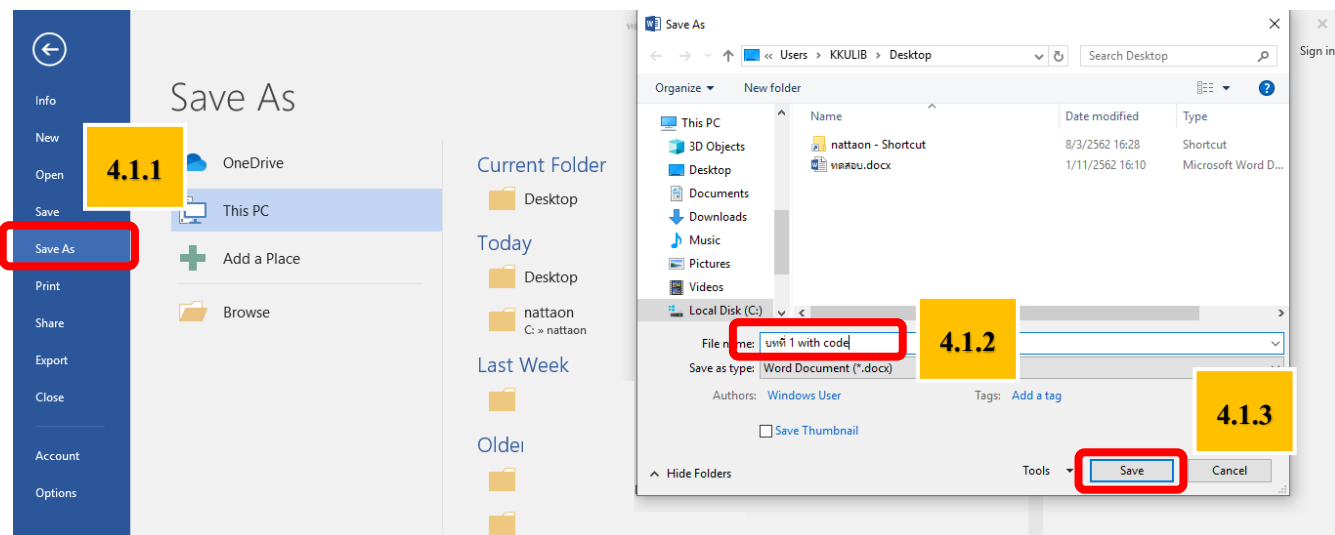 Info
New
Open
Save
Save As
Print
Share
Export
Close
Account
Options
4.1.1
Save As
OneDrive
This PC
Add a Place
Browse
Current Folder
Desktop
Today
Desktop
nattaon
C: » nattaon
Last Week
Older
Sign in
Save As
« Users > KKULIB > Desktop
Search Desktop
Organize
New folder
This PC
3D Objects
Desktop
Documents
Downloads
Music
Pictures
Videos
Local Disk (C:)
Name Date modified Type
nattaon - Shortcut 8/3/2562 16:28 Shortcut
ทดสอบ.docx 1/11/2562 16:10 Microsoft Word D...
File name: บทที่ 1 with code
4.1.2
Save as type: Word Document (*.docx)
Authors: Windows User Tags: Add a tag
4.1.3
Save Thumbnail
Hide Folders Tools Save Cancel